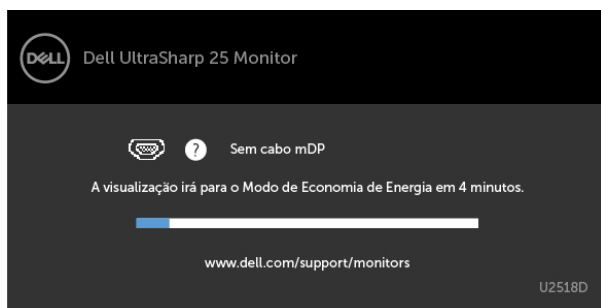 DELL
Dell UltraSharp 25 Monitor
? Sem cabo mDP
A visualização irá para o Modo de Economia de Energia em 4 minutos.
www.dell.com/support/monitors
U2518D